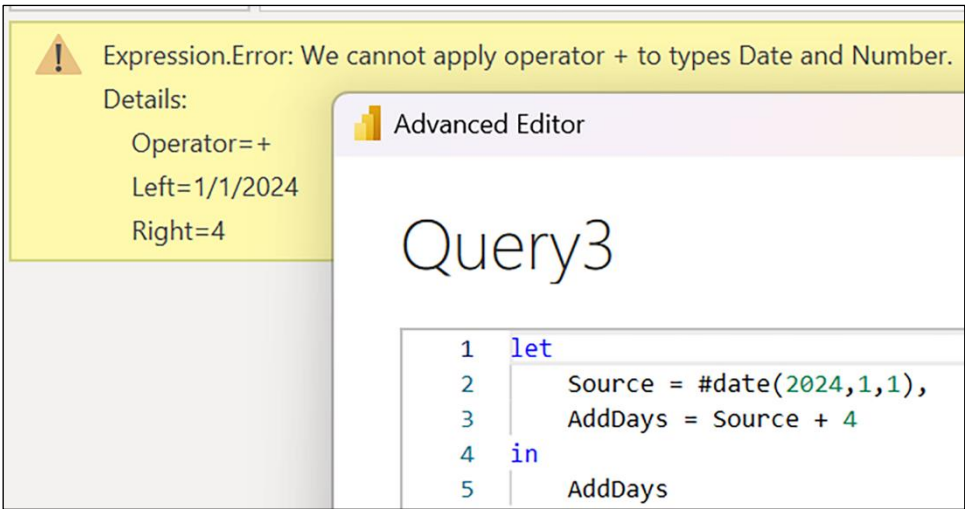 Expression.Error: We cannot apply operator + to types Date and Number.
Details:
Operator=+
Left=1/1/2024
Right=4
Advanced Editor
Query3
1 let
2 Source = #date(2024,1,1),
3 AddDays = Source + 4
4 in
5 AddDays